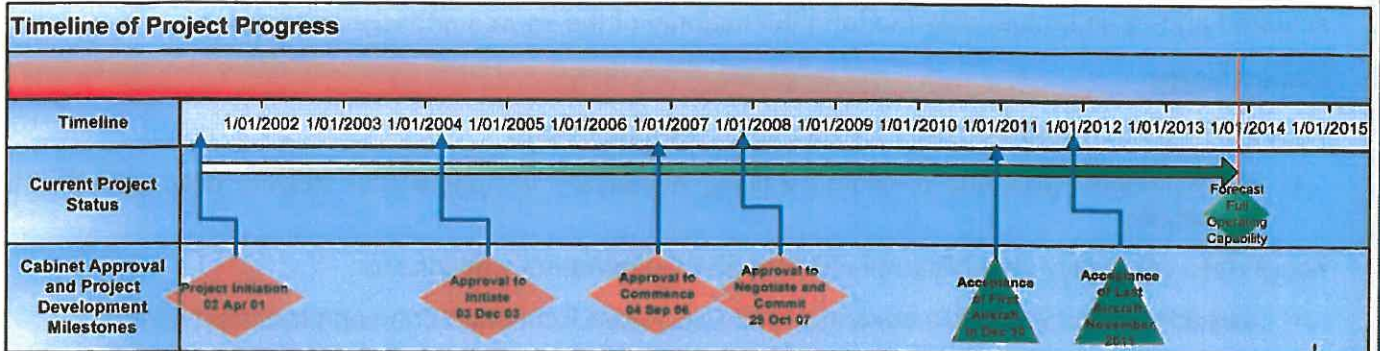 Timeline of Project Progress
Timeline
1/01/2002 1/01/2003 1/01/2004 1/01/2005 1/01/2006 1/01/2007 1/01/2008 1/01/2009 1/01/2010 1/01/2011 1/01/2012 1/01/2013 1/01/2014 1/01/2015
Current Project
Status
Forecast
Full
Operating
Capability
Cabinet Approval
and Project
Development
Milestones
Project Initiation
02 Apr 01
Approval to
Initiate
03 Dec 03
Approval to
Commence
04 Sep 06
Approval to
Negotiate and
Commit
29 Oct 07
Acceptance
of First
Aircraft
in Dec 10
Acceptance
of Last
Aircraft
November
2011